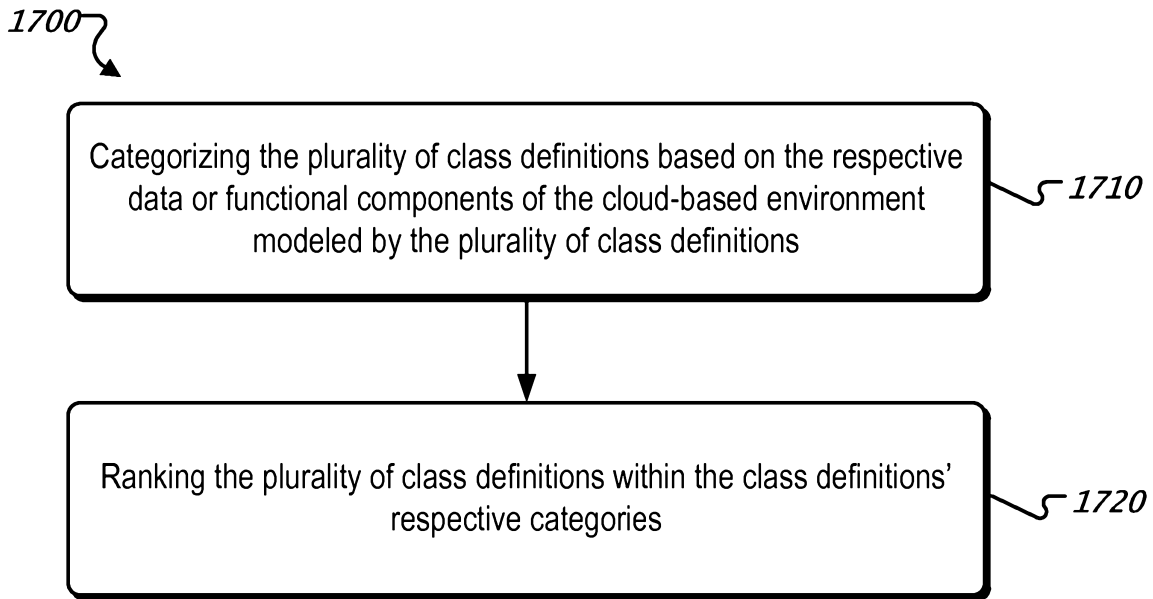 1700
Categorizing the plurality of class definitions based on the respective
data or functional components of the cloud-based environment
modeled by the plurality of class definitions
1710
Ranking the plurality of class definitions within the class definitions’
respective categories
1720